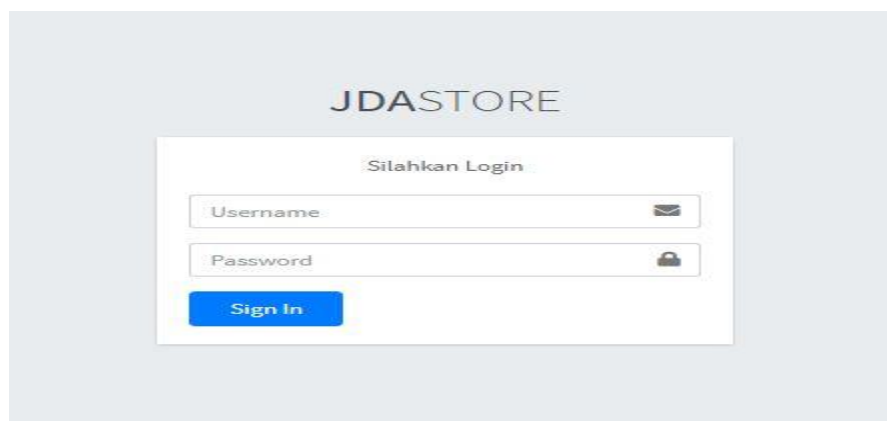 JDASTORE
Silahkan Login
Username
Password
Sign In